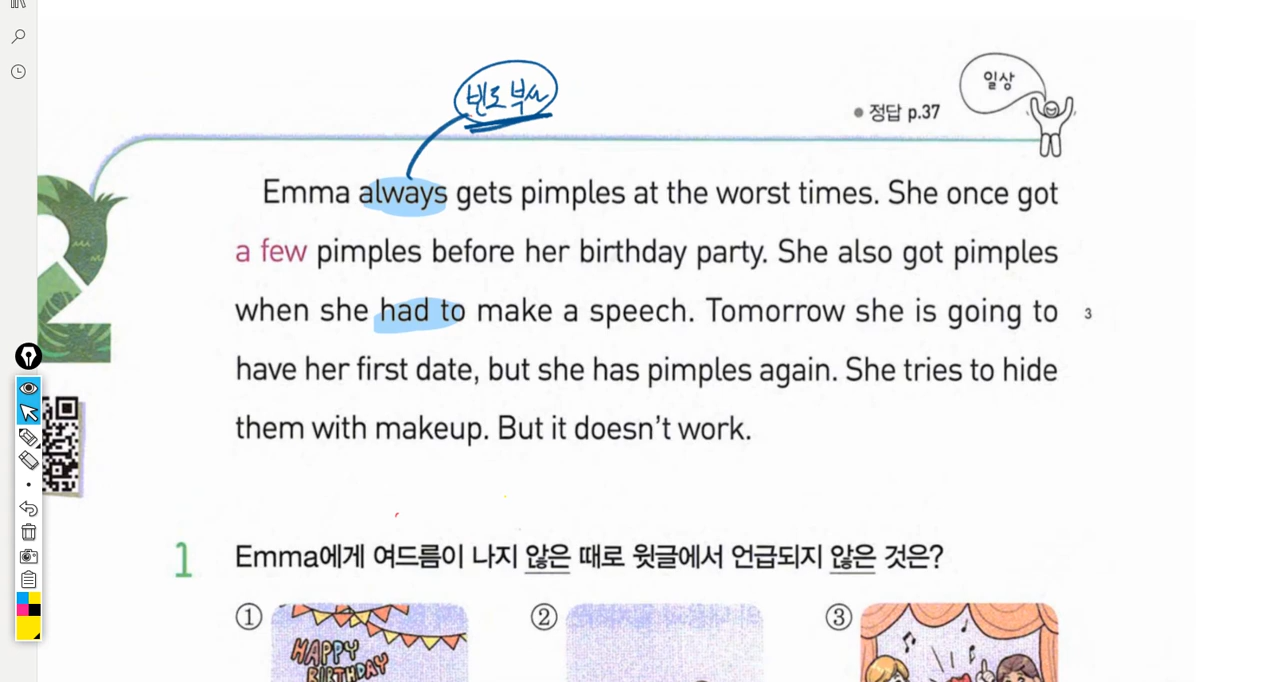 빈도 부사
일상
정답 p.37
Emma always gets pimples at the worst times. She once got
a few pimples before her birthday party. She also got pimples
when she had to make a speech. Tomorrow she is going to
3
have her first date, but she has pimples again. She tries to hide
them with makeup. But it doesn't work.
2
1 Emma에게 여드름이 나지 않은 때로 윗글에서 언급되지 않은 것은?
① ② ③
HAPPY
BIRTHDAY